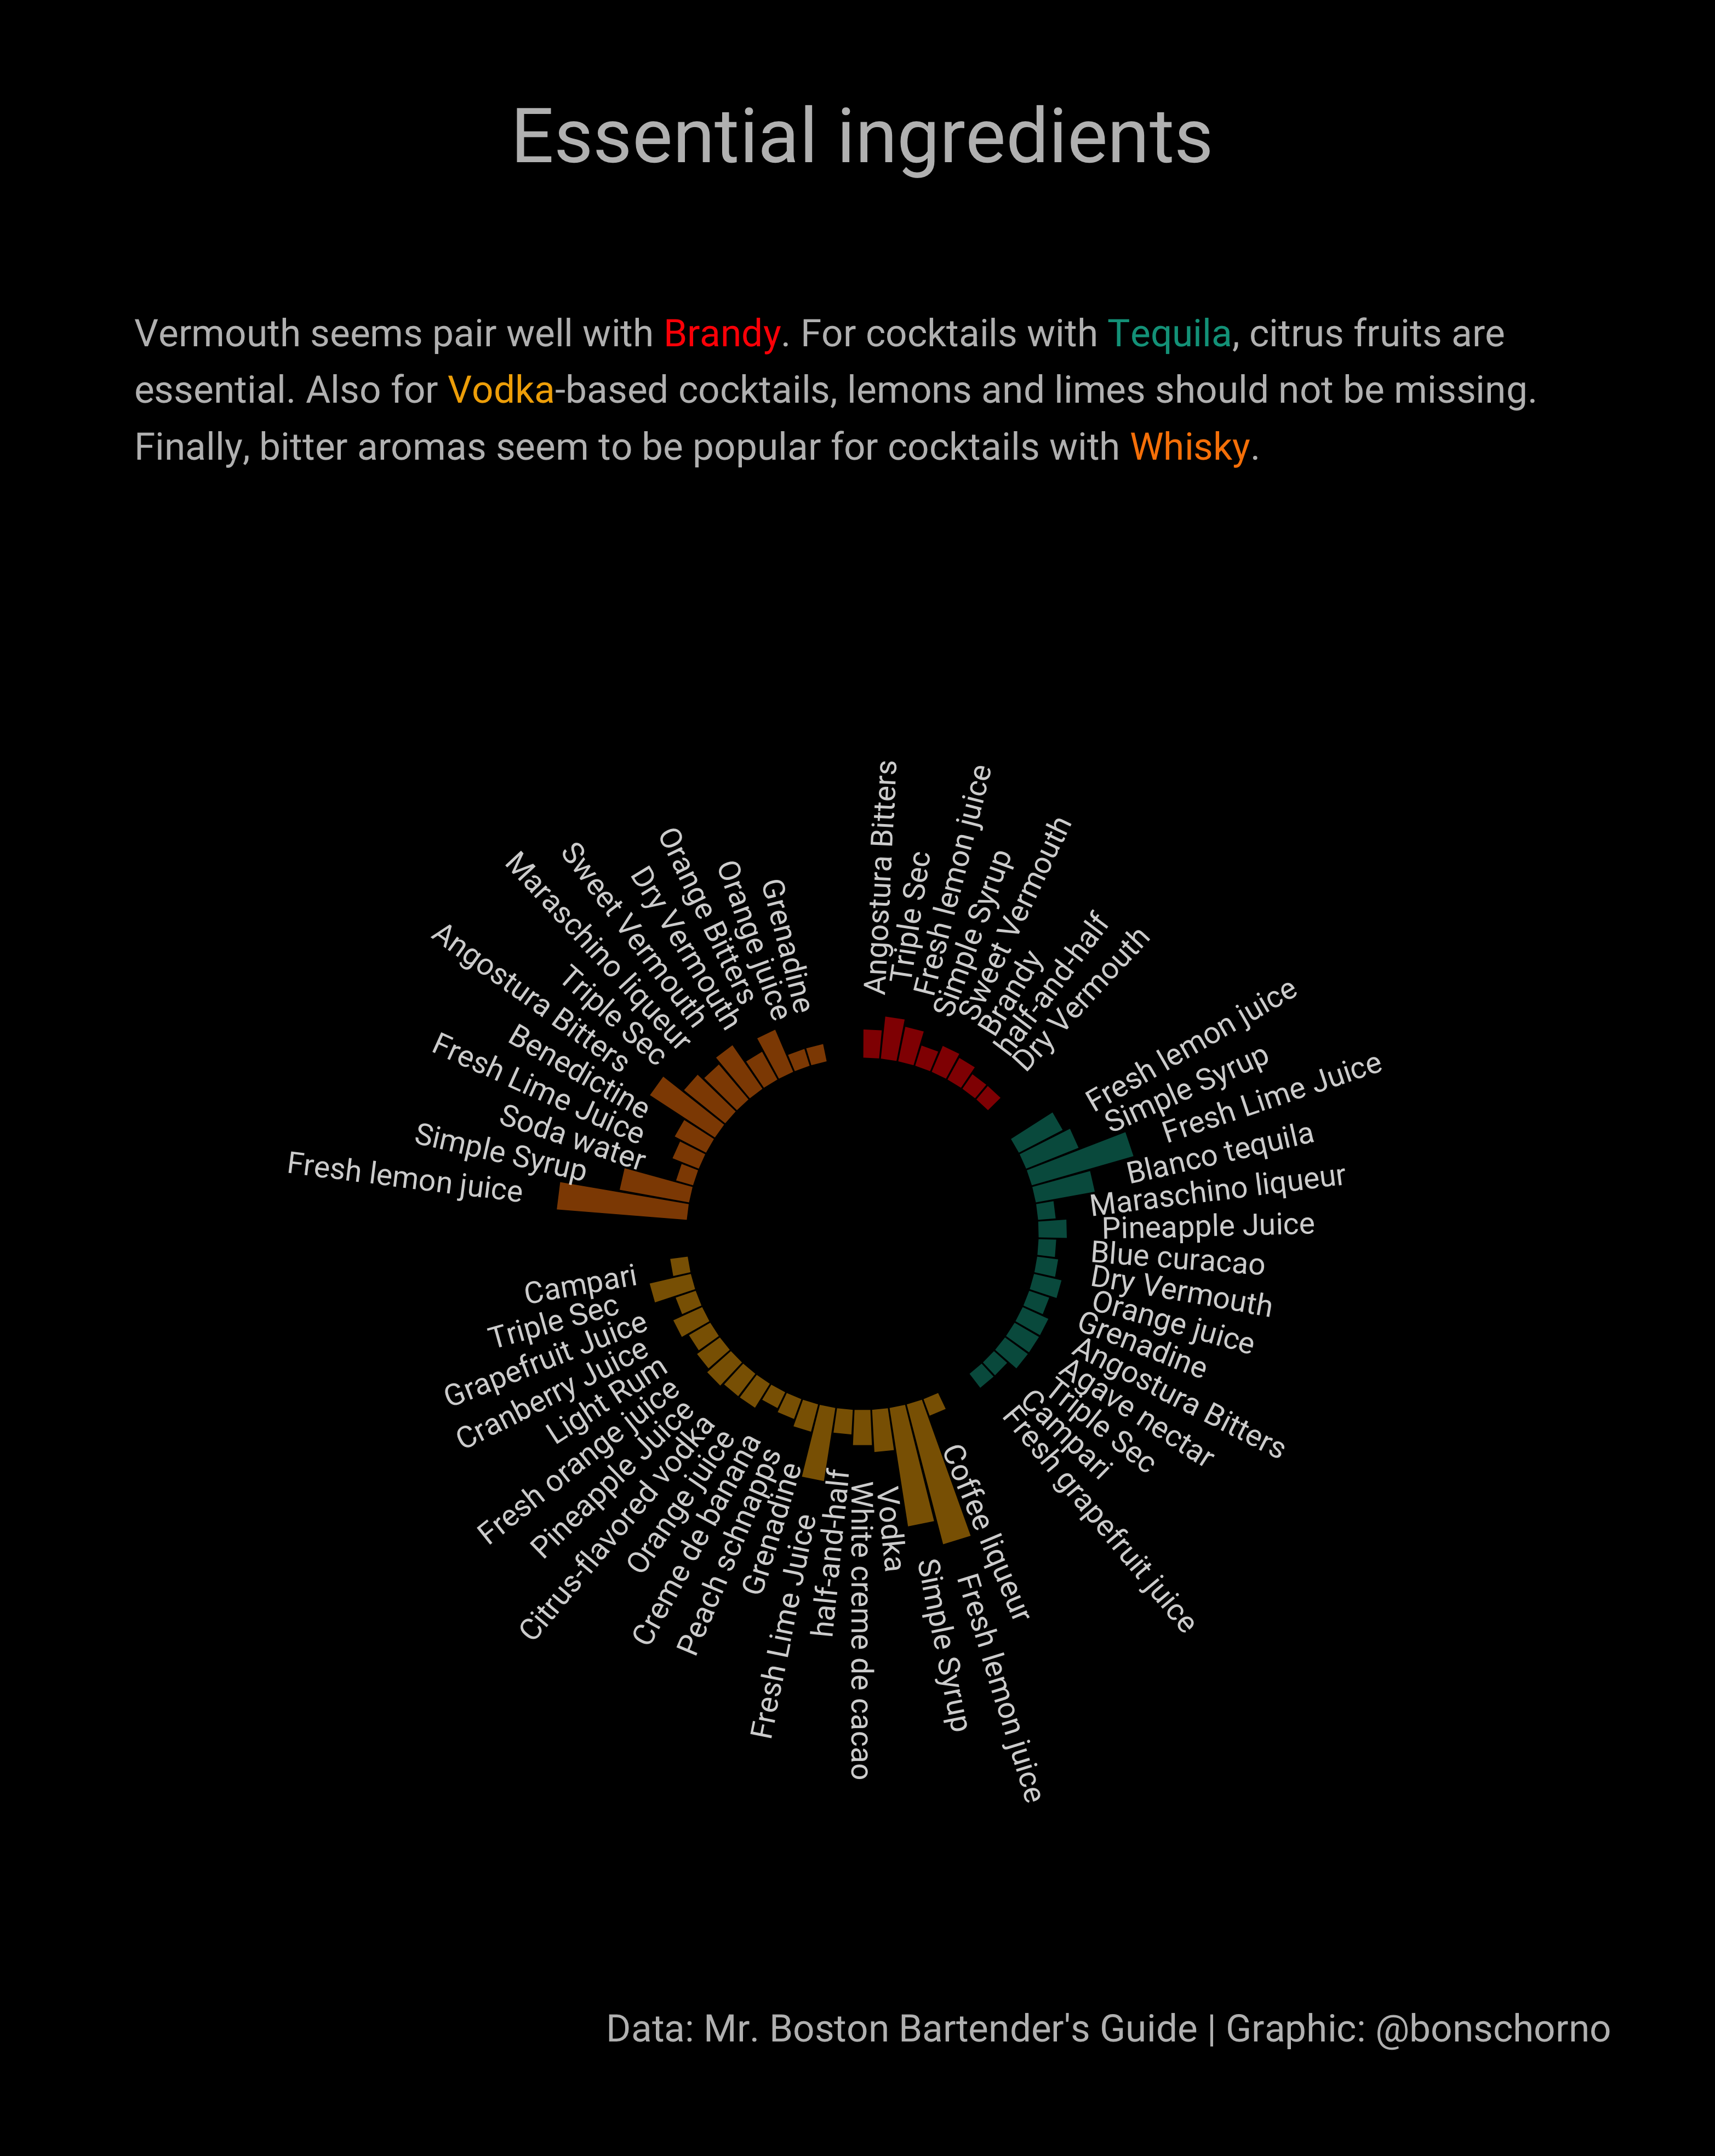 Essential ingredients
Vermouth seems pair well with Brandy. For cocktails with Tequila, citrus fruits are
essential. Also for Vodka-based cocktails, lemons and limes should not be missing.
Finally, bitter aromas seem to be popular for cocktails with Whisky.
Angostura Bitters
Triple Sec
Fresh lemon juice
Simple Syrup
Sweet Vermouth
Brandy
half-and-half
Dry Vermouth
Fresh lemon juice
Simple Syrup
Fresh Lime Juice
Blanco tequila
Maraschino liqueur
Pineapple Juice
Blue curacao
Dry Vermouth
Orange juice
Grenadine
Angostura Bitters
Agave nectar
Triple Sec
Campari
Fresh grapefruit juice
Coffee liqueur
Fresh lemon juice
Simple Syrup
Vodka
White creme de cacao
half-and-half
Fresh Lime Juice
Grenadine
Peach schnapps
Creme de banana
Orange juice
Citrus-flavored vodka
Pineapple Juice
Fresh orange juice
Light Rum
Cranberry Juice
Grapefruit Juice
Triple Sec
Campari
Fresh lemon juice
Simple Syrup
Soda water
Fresh Lime Juice
Benedictine
Angostura Bitters
Triple Sec
Maraschino liqueur
Sweet Vermouth
Dry Vermouth
Orange Bitters
Orange juice
Grenadine
Data: Mr. Boston Bartender's Guide | Graphic: @bonschorno